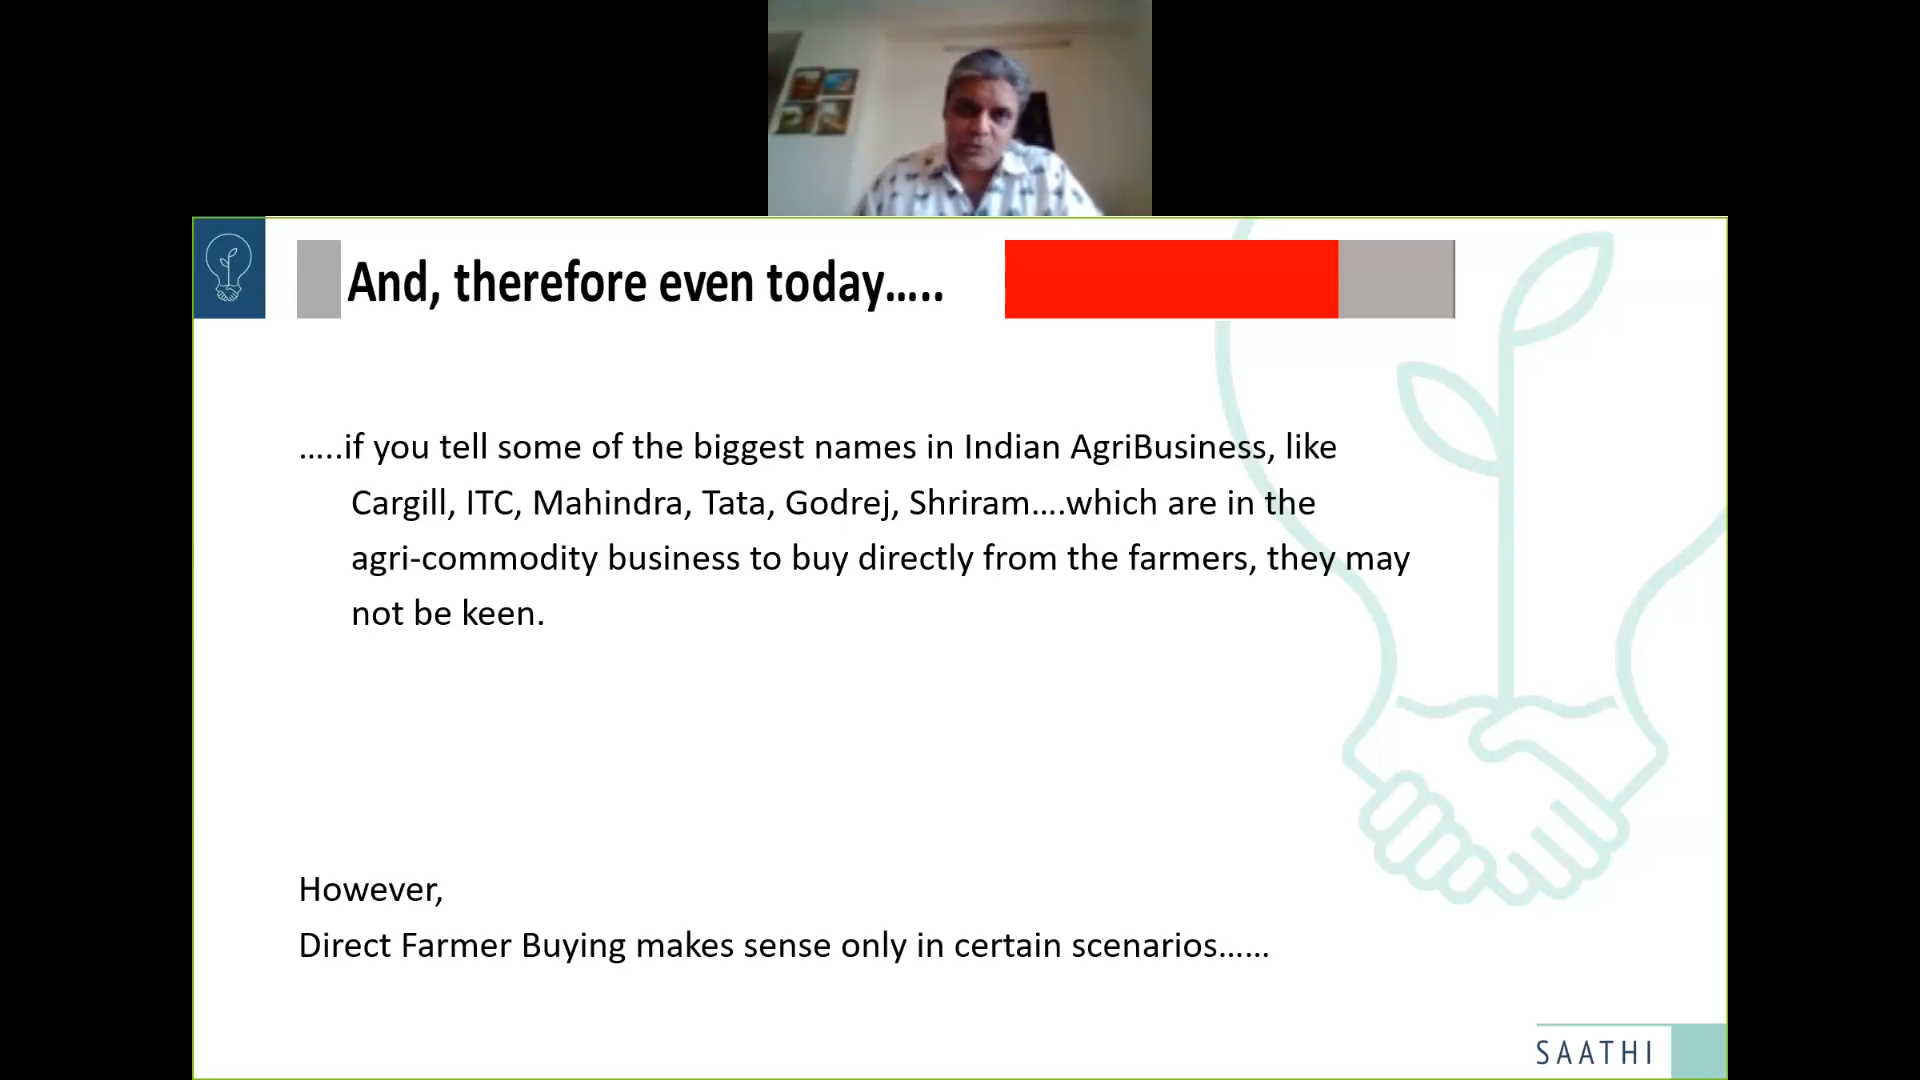 And, therefore even today.....
.....if you tell some of the biggest names in Indian AgriBusiness, like
Cargill, ITC, Mahindra, Tata, Godrej, Shriram....which are in the
agri-commodity business to buy directly from the farmers, they may
not be keen.
However,
Direct Farmer Buying makes sense only in certain scenarios......
SAATHI